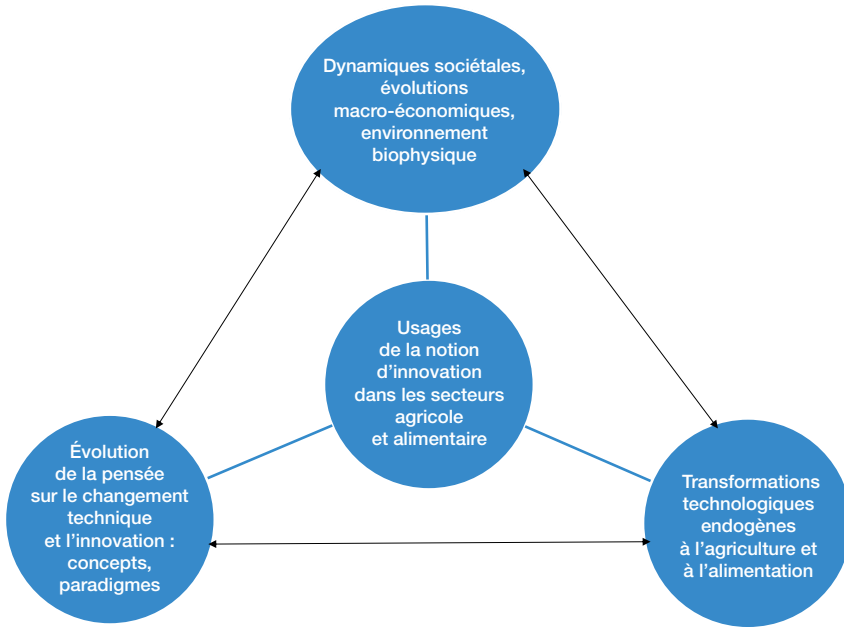 Dynamiques sociétales,
évolutions
macro-économiques,
environnement
biophysique
Usages
de la notion
d’innovation
dans les secteurs
agricole
et alimentaire
Évolution
de la pensée
sur le changement
technique
et l’innovation :
concepts,
paradigmes
Transformations
technologiques
endogènes
à l’agriculture et
à l’alimentation